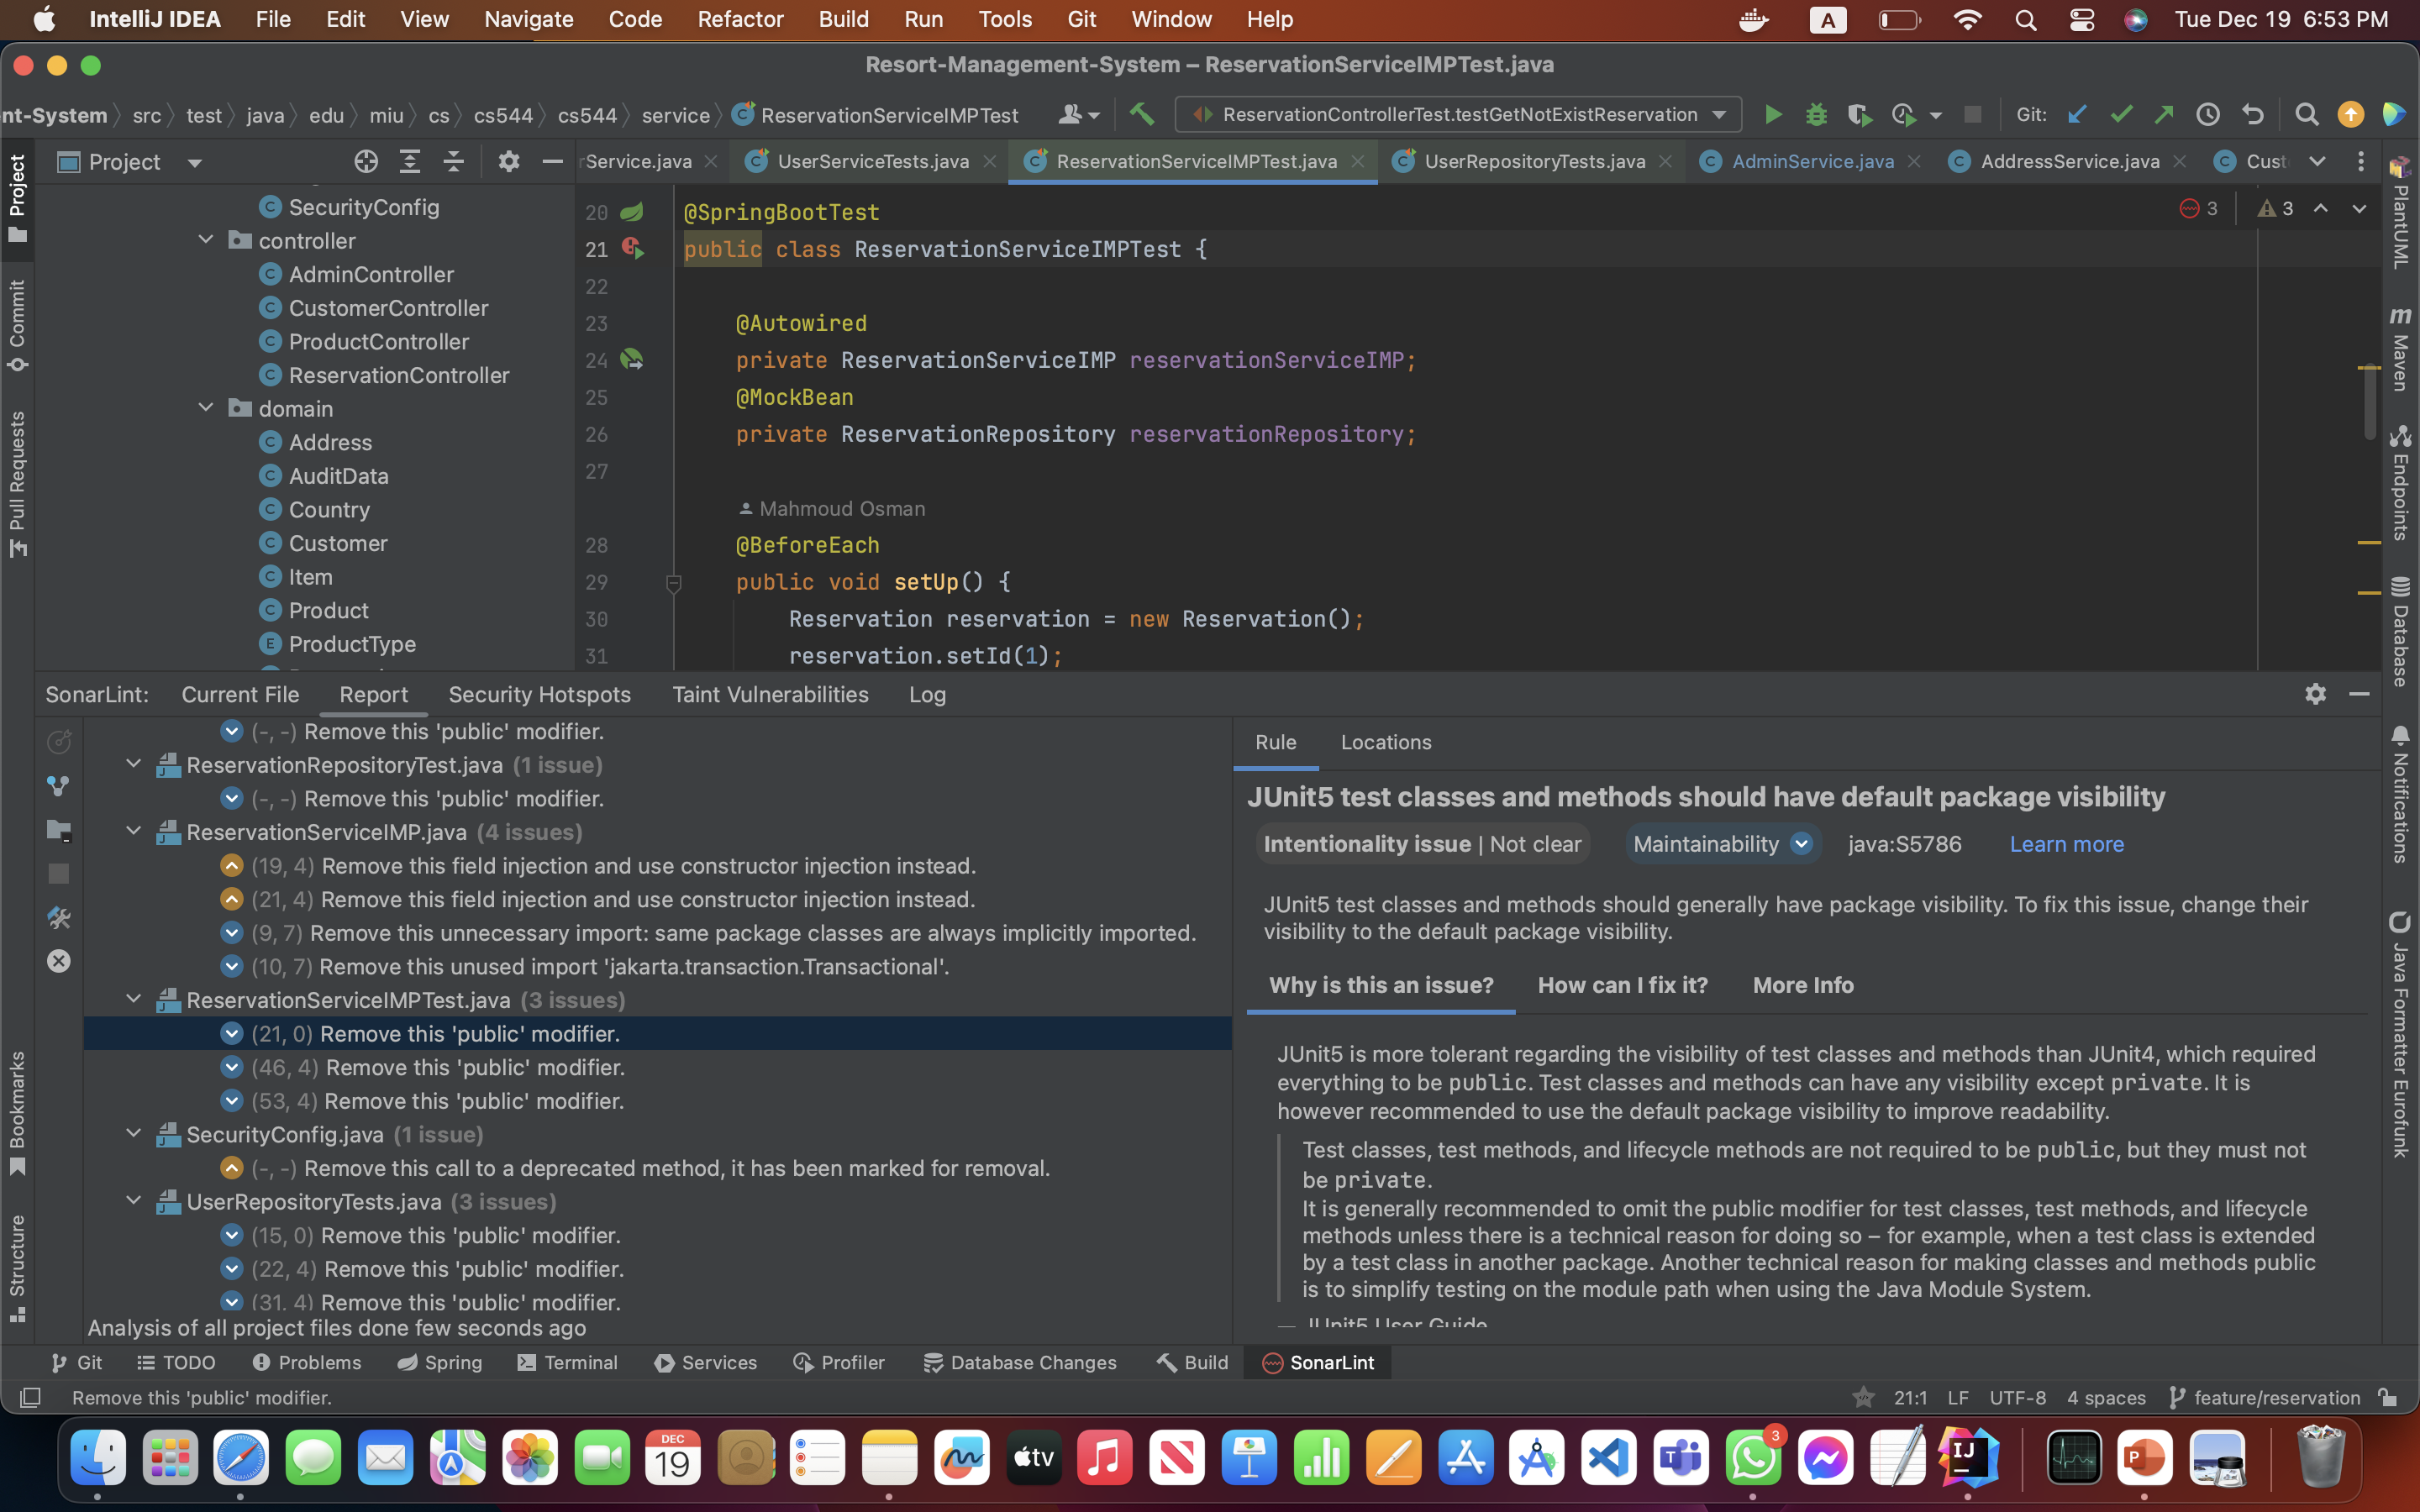 IntelliJ IDEA File Edit View Navigate Code Refactor Build Run Tools Git Window Help A Tue Dec 19 6:53 PM
Resort-Management-System – ReservationServiceIMPTest.java
nt-System src test java edu miu cs cs544 cs544 service ReservationServiceIMPTest ReservationControllerTest.testGetNotExistReservation Git:
Project
Service.java UserServiceTests.java ReservationServiceIMPTest.java UserRepositoryTests.java AdminService.java AddressService.java Cust
SecurityConfig
controller
AdminController
CustomerController
ProductController
ReservationController
domain
Address
AuditData
Country
Customer
Item
Product
ProductType
20 @SpringBootTest
21 public class ReservationServiceIMPTest {
22
23 @Autowired
24 private ReservationServiceIMP reservationServiceIMP;
25 @MockBean
26 private ReservationRepository reservationRepository;
27
Mahmoud Osman
28 @BeforeEach
29 public void setUp() {
30 Reservation reservation = new Reservation();
31 reservation.setId(1);
3 3
Project
Commit
Pull Requests
Bookmarks
Structure
PlantUML
m Maven
Endpoints
Database
Notifications
Java Formatter Eurofunk
SonarLint: Current File Report Security Hotspots Taint Vulnerabilities Log
(-, -) Remove this 'public' modifier.
ReservationRepositoryTest.java (1 issue)
(-, -) Remove this 'public' modifier.
ReservationServiceIMP.java (4 issues)
(19, 4) Remove this field injection and use constructor injection instead.
(21, 4) Remove this field injection and use constructor injection instead.
(9, 7) Remove this unnecessary import: same package classes are always implicitly imported.
(10, 7) Remove this unused import 'jakarta.transaction.Transactional'.
ReservationServiceIMPTest.java (3 issues)
(21, 0) Remove this 'public' modifier.
(46, 4) Remove this 'public' modifier.
(53, 4) Remove this 'public' modifier.
SecurityConfig.java (1 issue)
(-, -) Remove this call to a deprecated method, it has been marked for removal.
UserRepositoryTests.java (3 issues)
(15, 0) Remove this 'public' modifier.
(22, 4) Remove this 'public' modifier.
(31, 4) Remove this 'public' modifier.
Analysis of all project files done few seconds ago
Rule Locations
JUnit5 test classes and methods should have default package visibility
Intentionality issue | Not clear Maintainability java:S5786 Learn more
JUnit5 test classes and methods should generally have package visibility. To fix this issue, change their
visibility to the default package visibility.
Why is this an issue? How can I fix it? More Info
JUnit5 is more tolerant regarding the visibility of test classes and methods than JUnit4, which required
everything to be public. Test classes and methods can have any visibility except private. It is
however recommended to use the default package visibility to improve readability.
Test classes, test methods, and lifecycle methods are not required to be public, but they must not
be private.
It is generally recommended to omit the public modifier for test classes, test methods, and lifecycle
methods unless there is a technical reason for doing so – for example, when a test class is extended
by a test class in another package. Another technical reason for making classes and methods public
is to simplify testing on the module path when using the Java Module System.
— JUnit5 User Guide
Git TODO Problems Spring Terminal Services Profiler Database Changes Build SonarLint
Remove this 'public' modifier. 21:1 LF UTF-8 4 spaces feature/reservation
DEC
19
tv
3
IJ
P